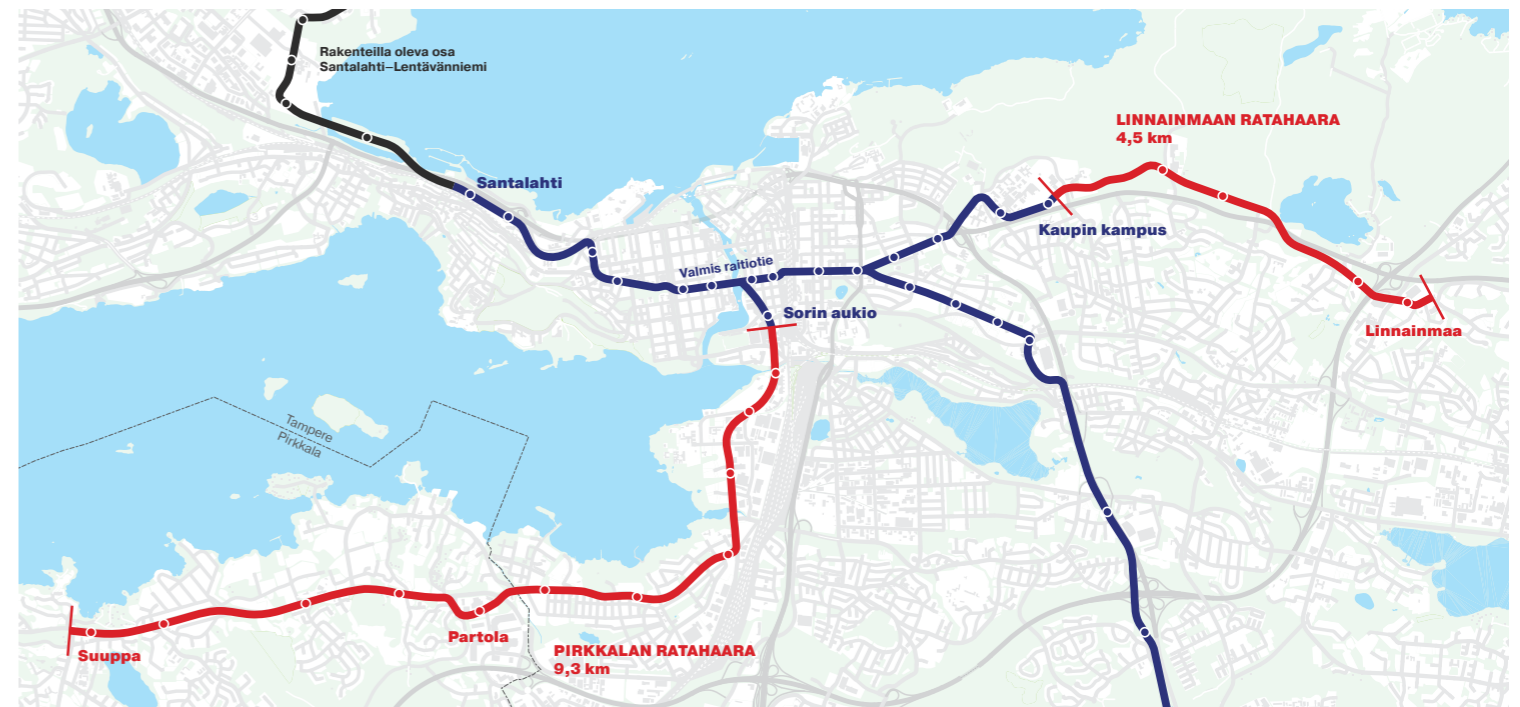 Rakenteilla oleva osa
Santalahti–Lentävänniemi
LINNAINMAAN RATAHAARA
4,5 km
Santalahti
Kaupin kampus
Valmis raitiotie
Sorin aukio
Linnainmaa
Tampere
Pirkkala
Partola
Suuppa
PIRKKALAN RATAHAARA
9,3 km